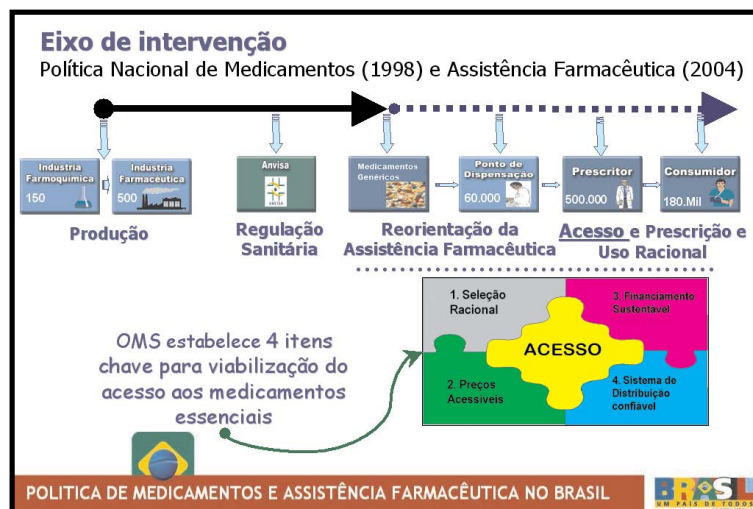 Eixo de intervenção
Política Nacional de Medicamentos (1998) e Assistência Farmacêutica (2004)
Indústria
Farmoquímica
150
Indústria
Farmacêutica
500
Anvisa
Medicamentos
Genéricos
Ponto de
Dispensação
60.000
Prescritor
500.000
Consumidor
180.Mil
Produção
Regulação
Sanitária
Reorientação da
Assistência Farmacêutica
Acesso e Prescrição e
Uso Racional
OMS estabelece 4 itens
chave para viabilização do
acesso aos medicamentos
essenciais
1. Seleção
Racional
3. Financiamento
Sustentável
ACESSO
2. Preços
Acessíveis
4. Sistema de
Distribuição
confiável
POLITICA DE MEDICAMENTOS E ASSISTÊNCIA FARMACÊUTICA NO BRASIL
BRASIL
UM PAÍS DE TODOS